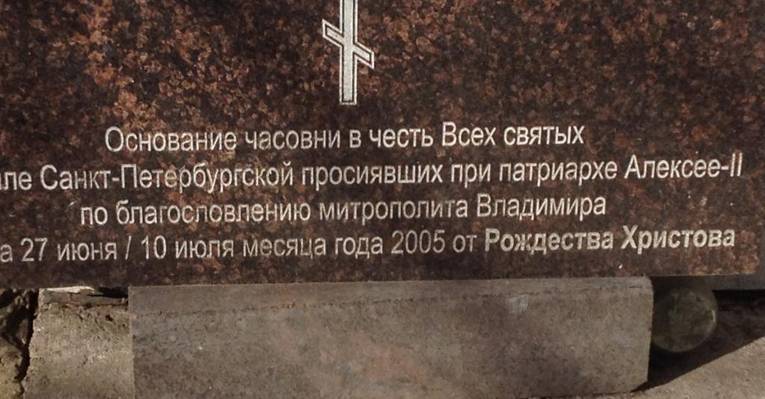 Основание часовни в честь Всех святых
Санкт-Петербургской просиявших при патриархе Алексее-II
по благословлению митрополита Владимира
27 июня / 10 июля месяца года 2005 от Рождества Христова